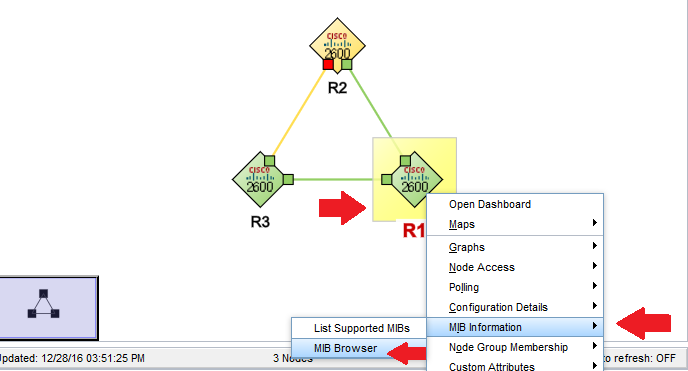 CISCO
2600
R2
CISCO
2600
R3
CISCO
2600
R1
Open Dashboard
Maps
Graphs
Node Access
Polling
Configuration Details
MIB Information
Node Group Membership
Custom Attributes
List Supported MIBs
MIB Browser
Updated: 12/28/16 03:51:25 PM
3 Nodes
to refresh: OFF